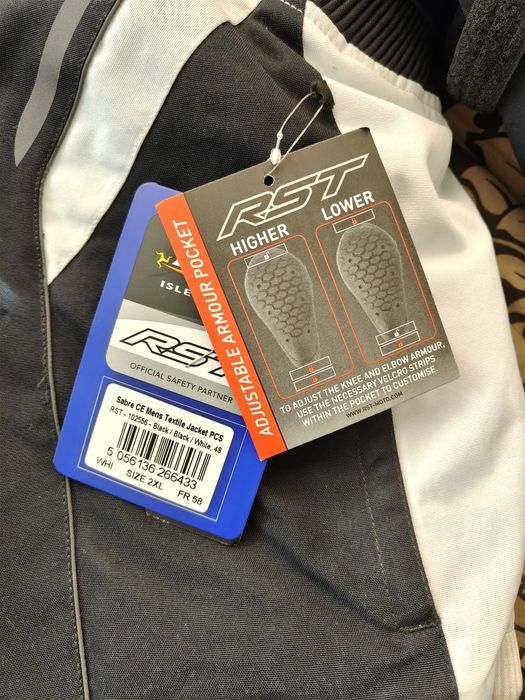 RST
HIGHER
LOWER
ADJUSTABLE ARMOUR POCKET
TO ADJUST THE KNEE AND ELBOW ARMOUR,
USE THE NECESSARY VELCRO STRIPS
WITHIN THE POCKET TO CUSTOMISE.
WWW.RST-MOTO.COM
ISLE
RST
OFFICIAL SAFETY PARTNER
Sabre CE Mens Textile Jacket PCS
RST - 102556 - Black / Black / White, 48
5 056136 266433
WHI SIZE 2XL FR 58